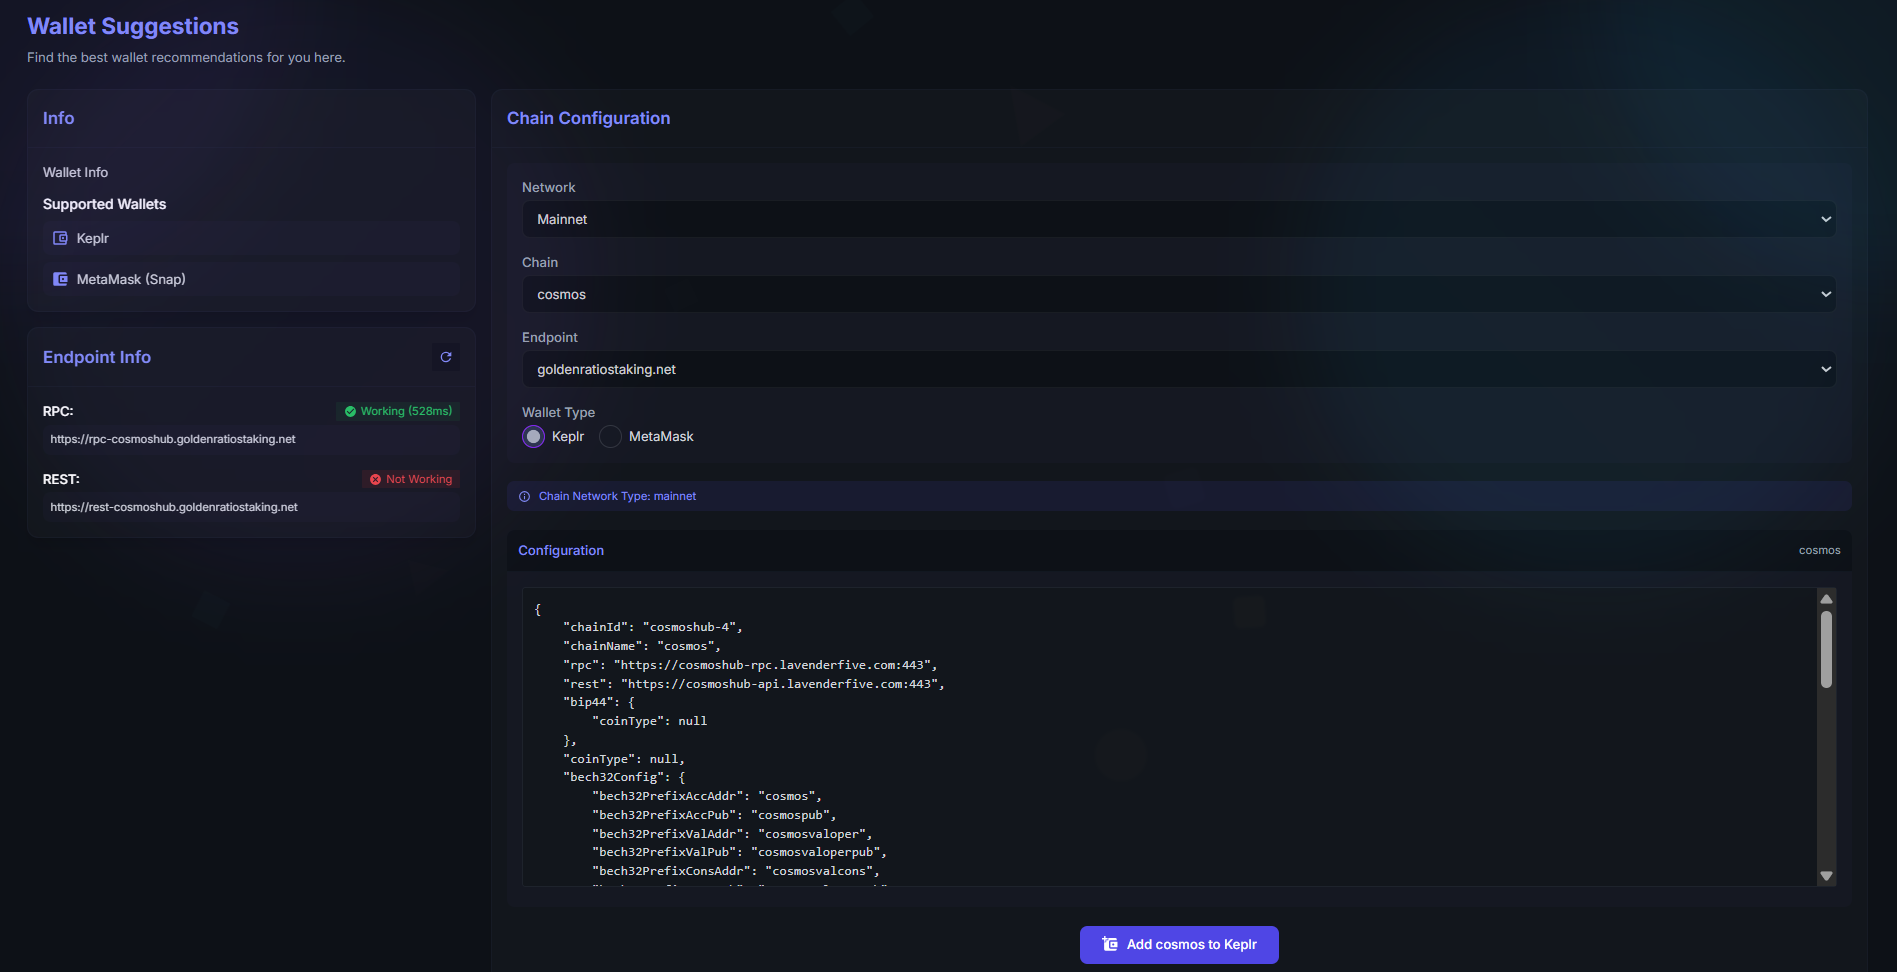 Wallet Suggestions
Find the best wallet recommendations for you here.
Info
Wallet Info
Supported Wallets
Keplr
MetaMask (Snap)
Endpoint Info
RPC:
Working (528ms)
https://rpc-cosmoshub.goldenratiostaking.net
REST:
Not Working
https://rest-cosmoshub.goldenratiostaking.net
Chain Configuration
Network
Mainnet
Chain
cosmos
Endpoint
goldenratiostaking.net
Wallet Type
Keplr
MetaMask
Chain Network Type: mainnet
Configuration
cosmos
{
    "chainId": "cosmoshub-4",
    "chainName": "cosmos",
    "rpc": "https://cosmoshub-rpc.lavenderfive.com:443",
    "rest": "https://cosmoshub-api.lavenderfive.com:443",
    "bip44": {
        "coinType": null
    },
    "coinType": null,
    "bech32Config": {
        "bech32PrefixAccAddr": "cosmos",
        "bech32PrefixAccPub": "cosmospub",
        "bech32PrefixValAddr": "cosmosvaloper",
        "bech32PrefixValPub": "cosmosvaloperpub",
        "bech32PrefixConsAddr": "cosmosvalcons",
Add cosmos to Keplr